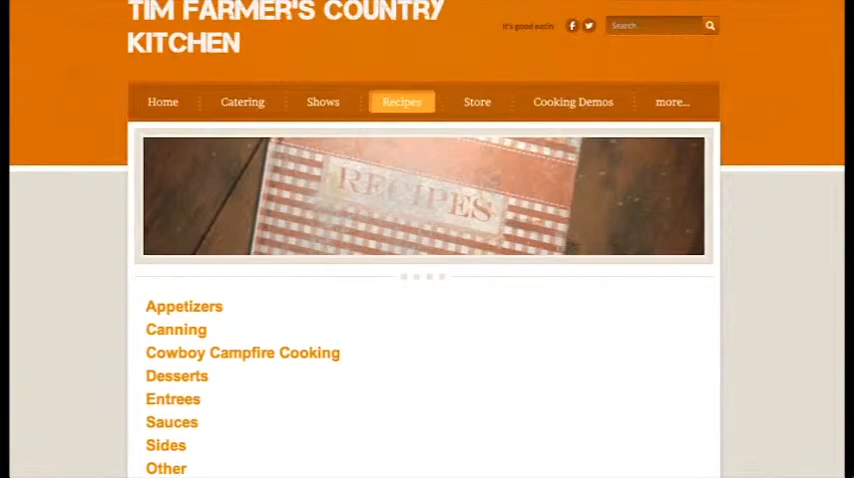 TIM FARMER'S COUNTRY
KITCHEN
It's good eatin
Search
Home
Catering
Shows
Recipes
Store
Cooking Demos
more...
RECIPES
Appetizers
Canning
Cowboy Campfire Cooking
Desserts
Entrees
Sauces
Sides
Other